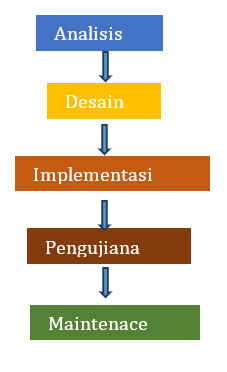 Analisis
Desain
Implementasi
Pengujiana
Maintenace